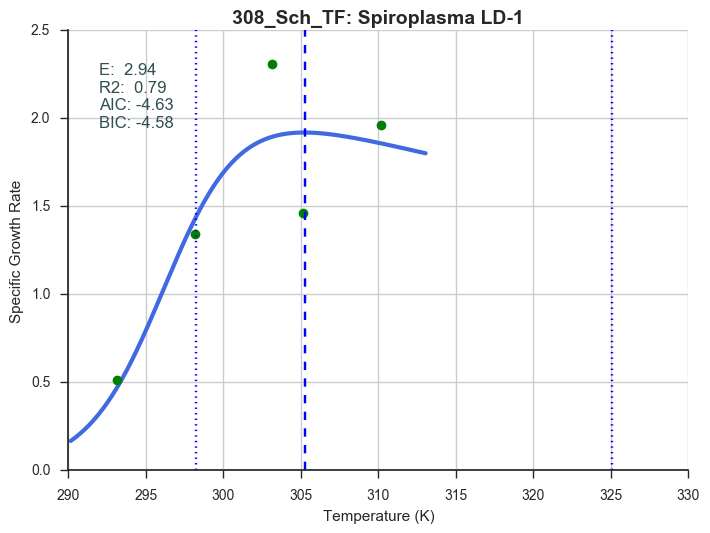 308_Sch_TF: Spiroplasma LD-1
E:  2.94
R2:  0.79
AIC: -4.63
BIC: -4.58
Specific Growth Rate
2.5
2.0
1.5
1.0
0.5
0.0
290 295 300 305 310 315 320 325 330
Temperature (K)